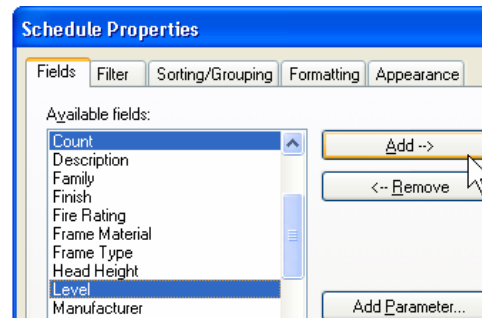 Schedule Properties
Fields Filter Sorting/Grouping Formatting Appearance
Available fields:
Count
Description
Family
Finish
Fire Rating
Frame Material
Frame Type
Head Height
Level
Manufacturer
Add -->
<-- Remove
Add Parameter...